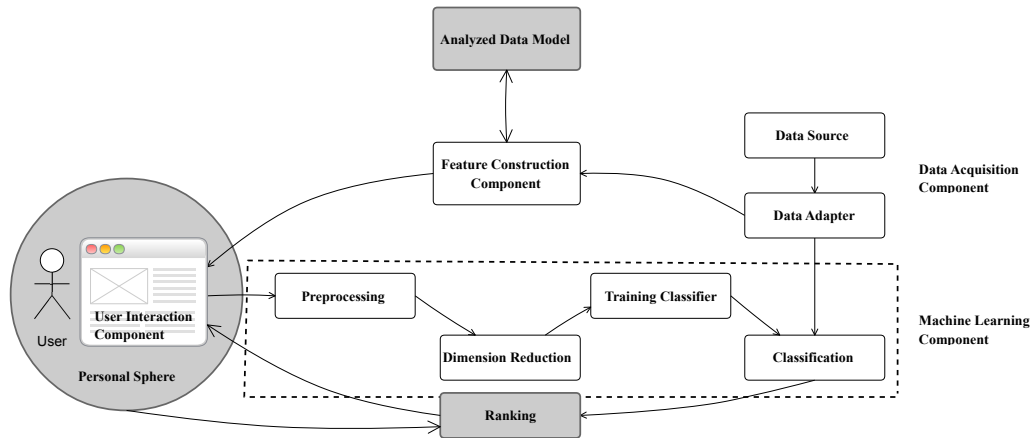 Analyzed Data Model
Data Source
Feature Construction
Component
Data Acquisition
Component
Data Adapter
Preprocessing
Training Classifier
User Interaction
Component
User
Machine Learning
Component
Dimension Reduction
Classification
Personal Sphere
Ranking